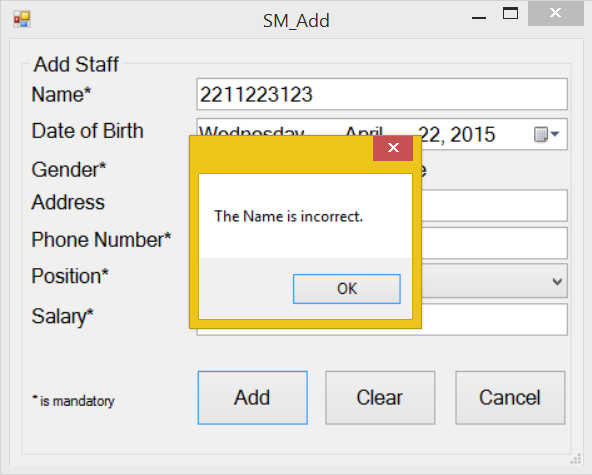 SM_Add
Add Staff
Name*
2211223123
Date of Birth
Wednesday, April 22, 2015
Gender*
Address
The Name is incorrect.
Phone Number*
Position*
OK
Salary*
* is mandatory
Add
Clear
Cancel